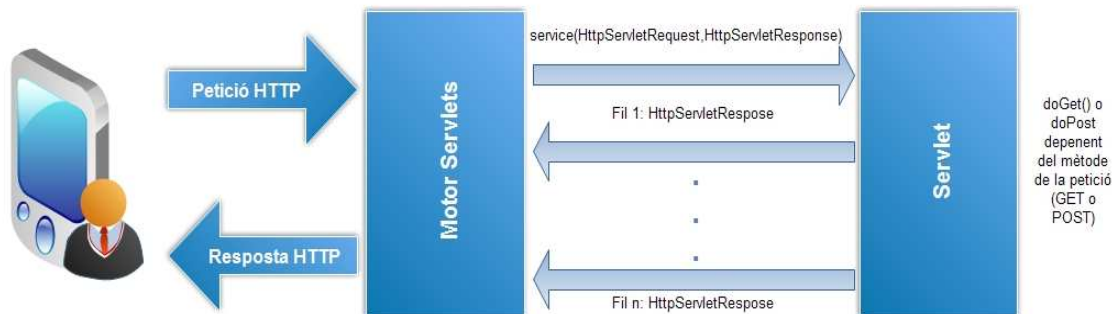 Petició HTTP
Resposta HTTP
Motor Servlets
service(HttpServletRequest,HttpServletResponse)
Fil 1: HttpServletRespose
Fil n: HttpServletRespose
Servlet
doGet() o
doPost
depenent
del mètode
de la petició
(GET o
POST)